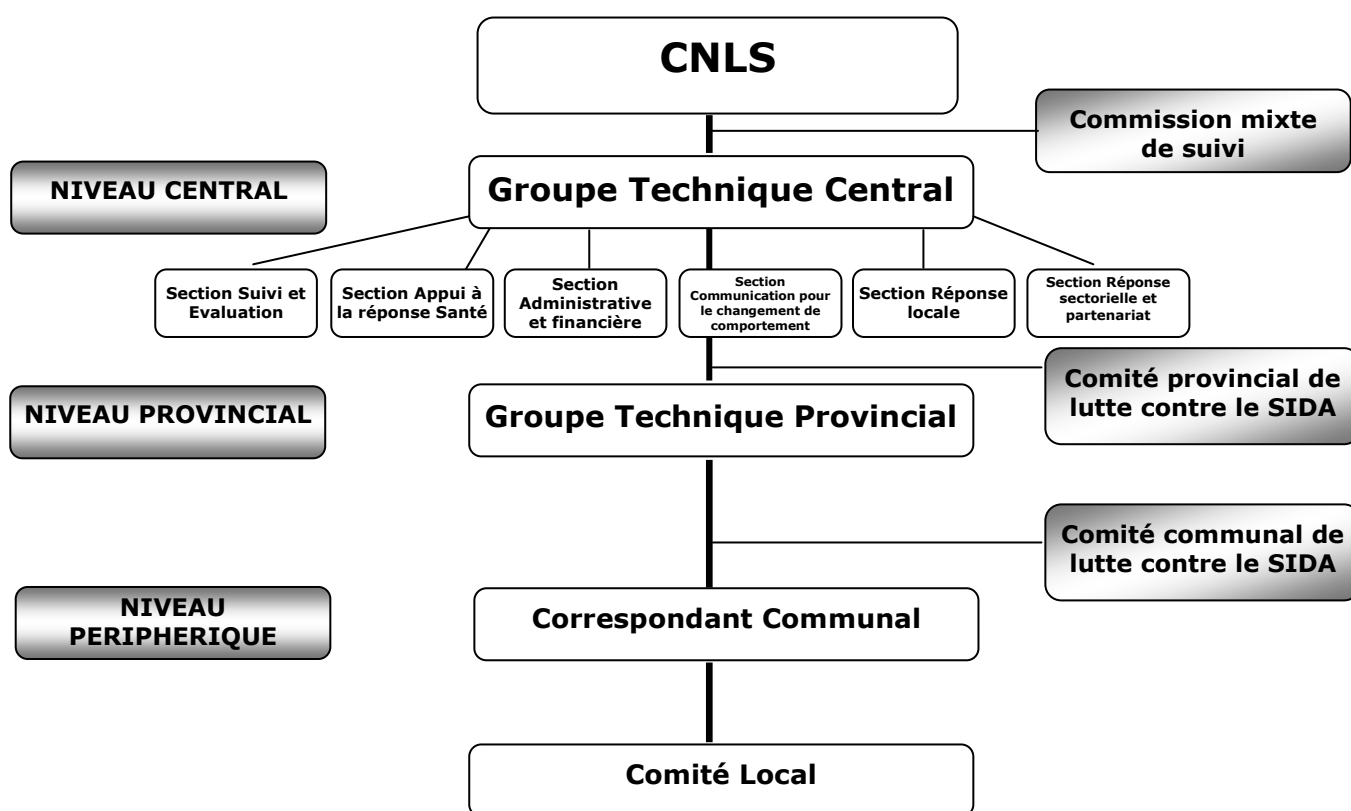 CNLS
Commission mixte
de suivi
NIVEAU CENTRAL
Groupe Technique Central
Section Suivi et
Evaluation
Section Appui à
la réponse Santé
Section
Administrative
et financière
Section
Communication pour
le changement de
comportement
Section Réponse
locale
Section Réponse
sectorielle et
partenariat
Comité provincial de
lutte contre le SIDA
NIVEAU PROVINCIAL
Groupe Technique Provincial
Comité communal de
lutte contre le SIDA
NIVEAU
PERIPHERIQUE
Correspondant Communal
Comité Local